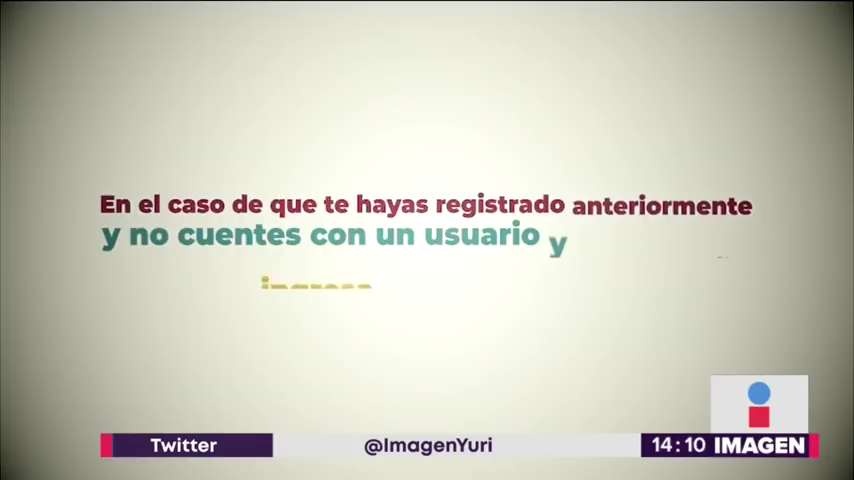 En el caso de que te hayas registrado anteriormente
y no cuentes con un usuario y
Twitter
@ImagenYuri
14:10 IMAGEN